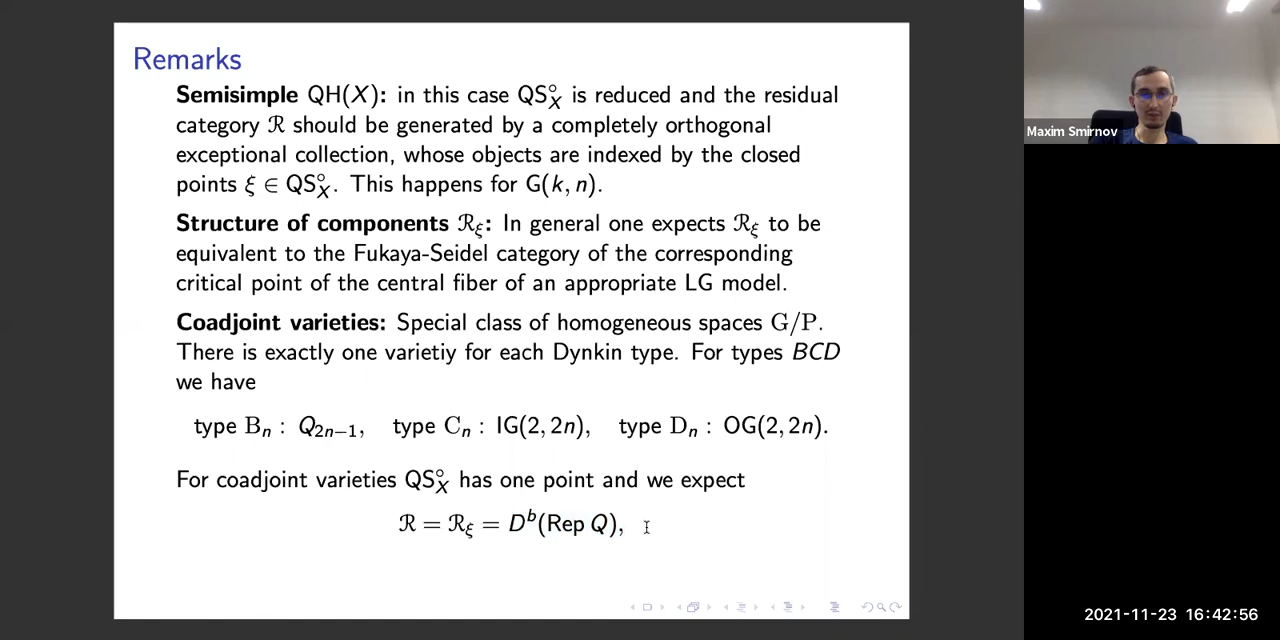 Remarks
Semisimple QH(X): in this case QS°_X is reduced and the residual
category ℛ should be generated by a completely orthogonal
exceptional collection, whose objects are indexed by the closed
points ξ ∈ QS°_X. This happens for G(k, n).
Structure of components ℛ_ξ: In general one expects ℛ_ξ to be
equivalent to the Fukaya-Seidel category of the corresponding
critical point of the central fiber of an appropriate LG model.
Coadjoint varieties: Special class of homogeneous spaces G/P.
There is exactly one varietiy for each Dynkin type. For types BCD
we have
type B_n : Q_{2n−1}, type C_n : IG(2, 2n), type D_n : OG(2, 2n).
For coadjoint varieties QS°_X has one point and we expect
ℛ = ℛ_ξ = D^b(Rep Q),
Maxim Smirnov
2021-11-23 16:42:56